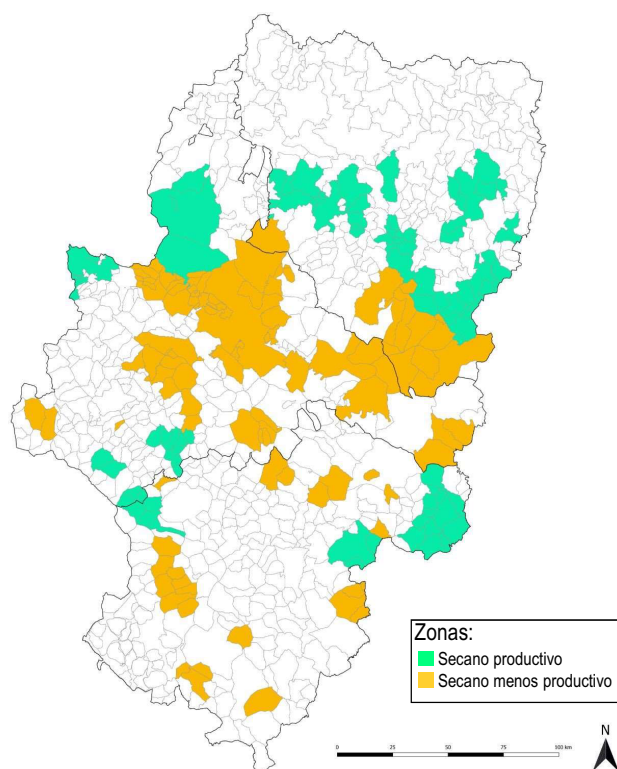 Zonas:
Secano productivo
Secano menos productivo
N
0 25 50 75 100 km